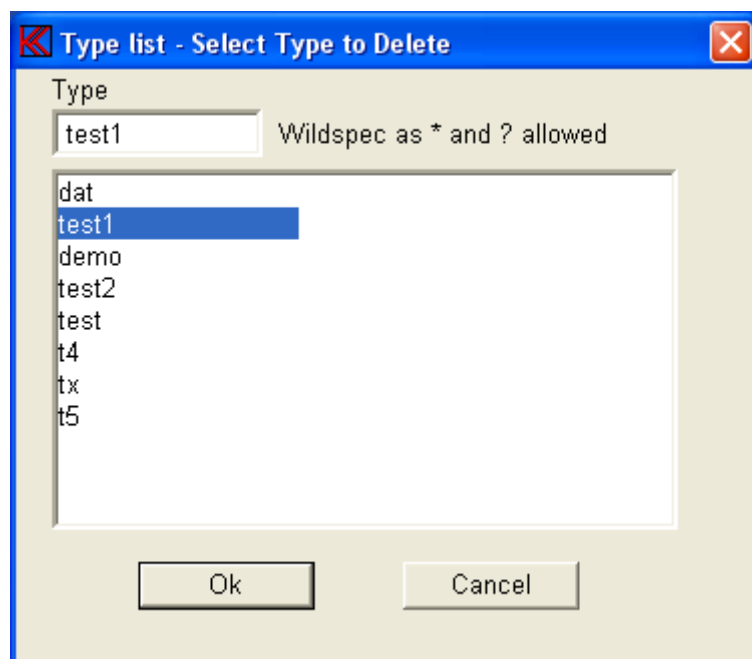 Type list - Select Type to Delete
Type
test1 Wildspec as * and ? allowed
dat
test1
demo
test2
test
t4
tx
t5
Ok Cancel